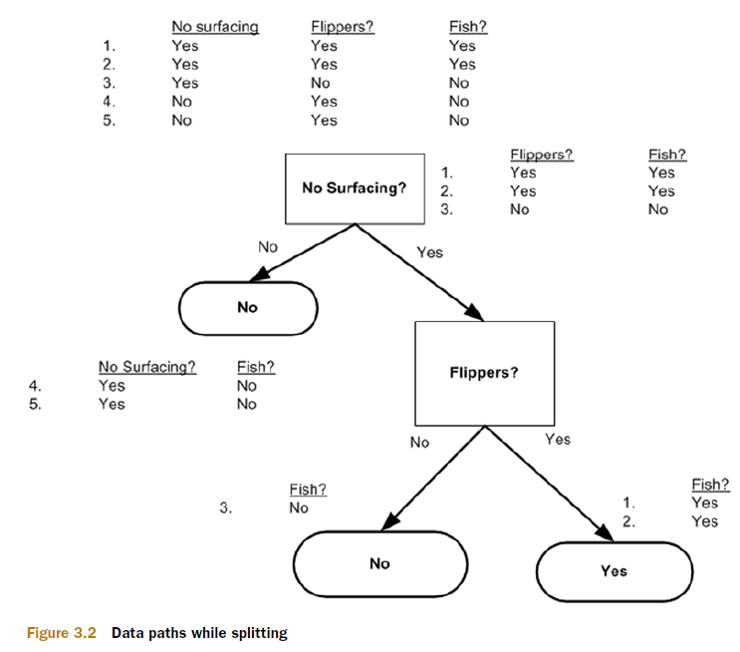 No surfacing Flippers? Fish?
1. Yes Yes Yes
2. Yes Yes Yes
3. Yes No No
4. No Yes No
5. No Yes No
Flippers? Fish?
1. Yes Yes
2. Yes Yes
3. No No
No Surfacing?
No
Yes
No
No Surfacing? Fish?
4. Yes No
5. Yes No
Flippers?
No
Yes
Fish?
3. No
Fish?
1. Yes
2. Yes
No
Yes
Figure 3.2 Data paths while splitting